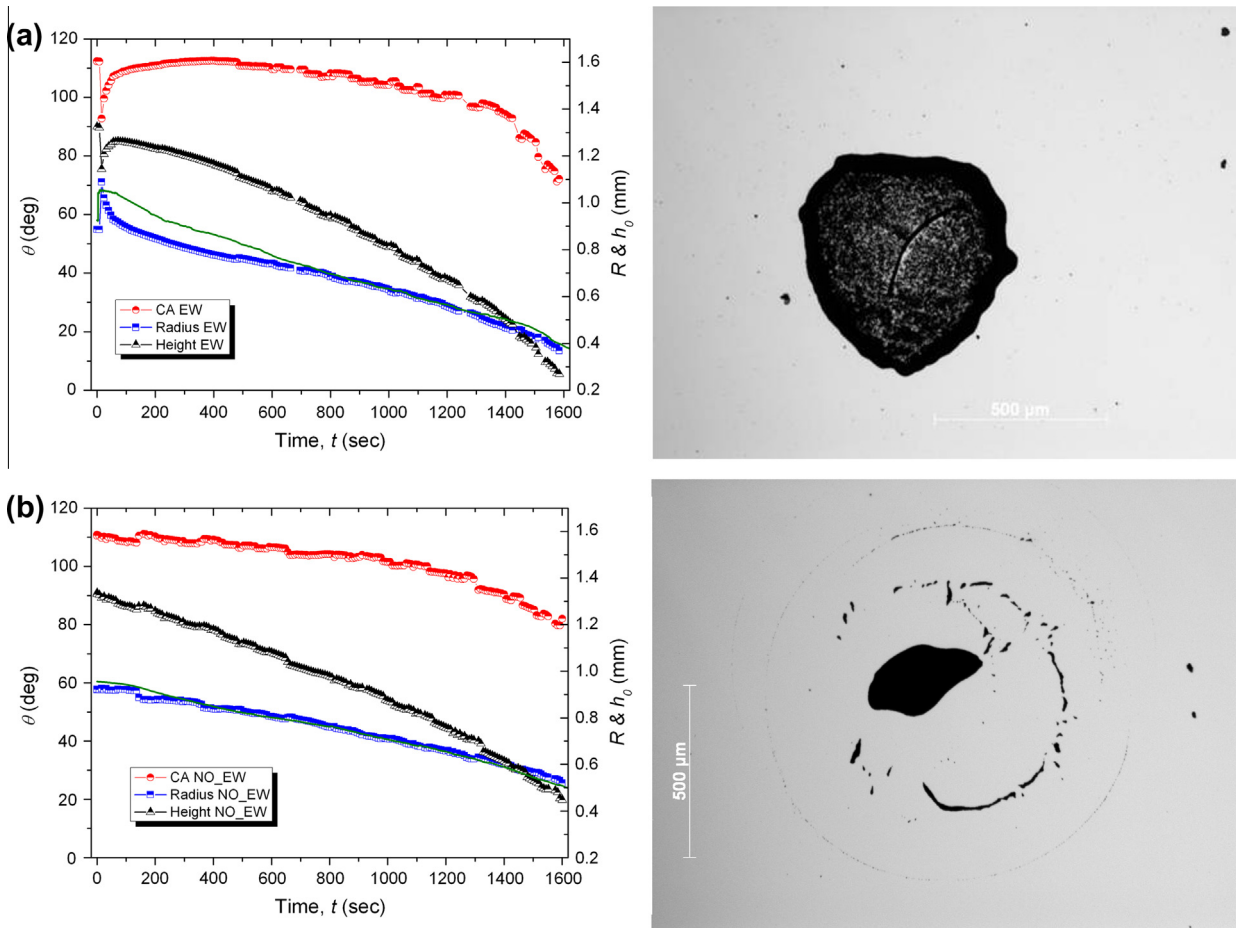 (a)
120
100
80
60
40
20
0
θ (deg)
CA EW
Radius EW
Height EW
1.6
1.4
1.2
1.0
0.8
0.6
0.4
0.2
R & h0 (mm)
0 200 400 600 800 1000 1200 1400 1600
Time, t (sec)
500 µm
(b)
120
100
80
60
40
20
0
θ (deg)
CA NO_EW
Radius NO_EW
Height NO_EW
1.6
1.4
1.2
1.0
0.8
0.6
0.4
0.2
R & h0 (mm)
0 200 400 600 800 1000 1200 1400 1600
Time, t (sec)
500 µm